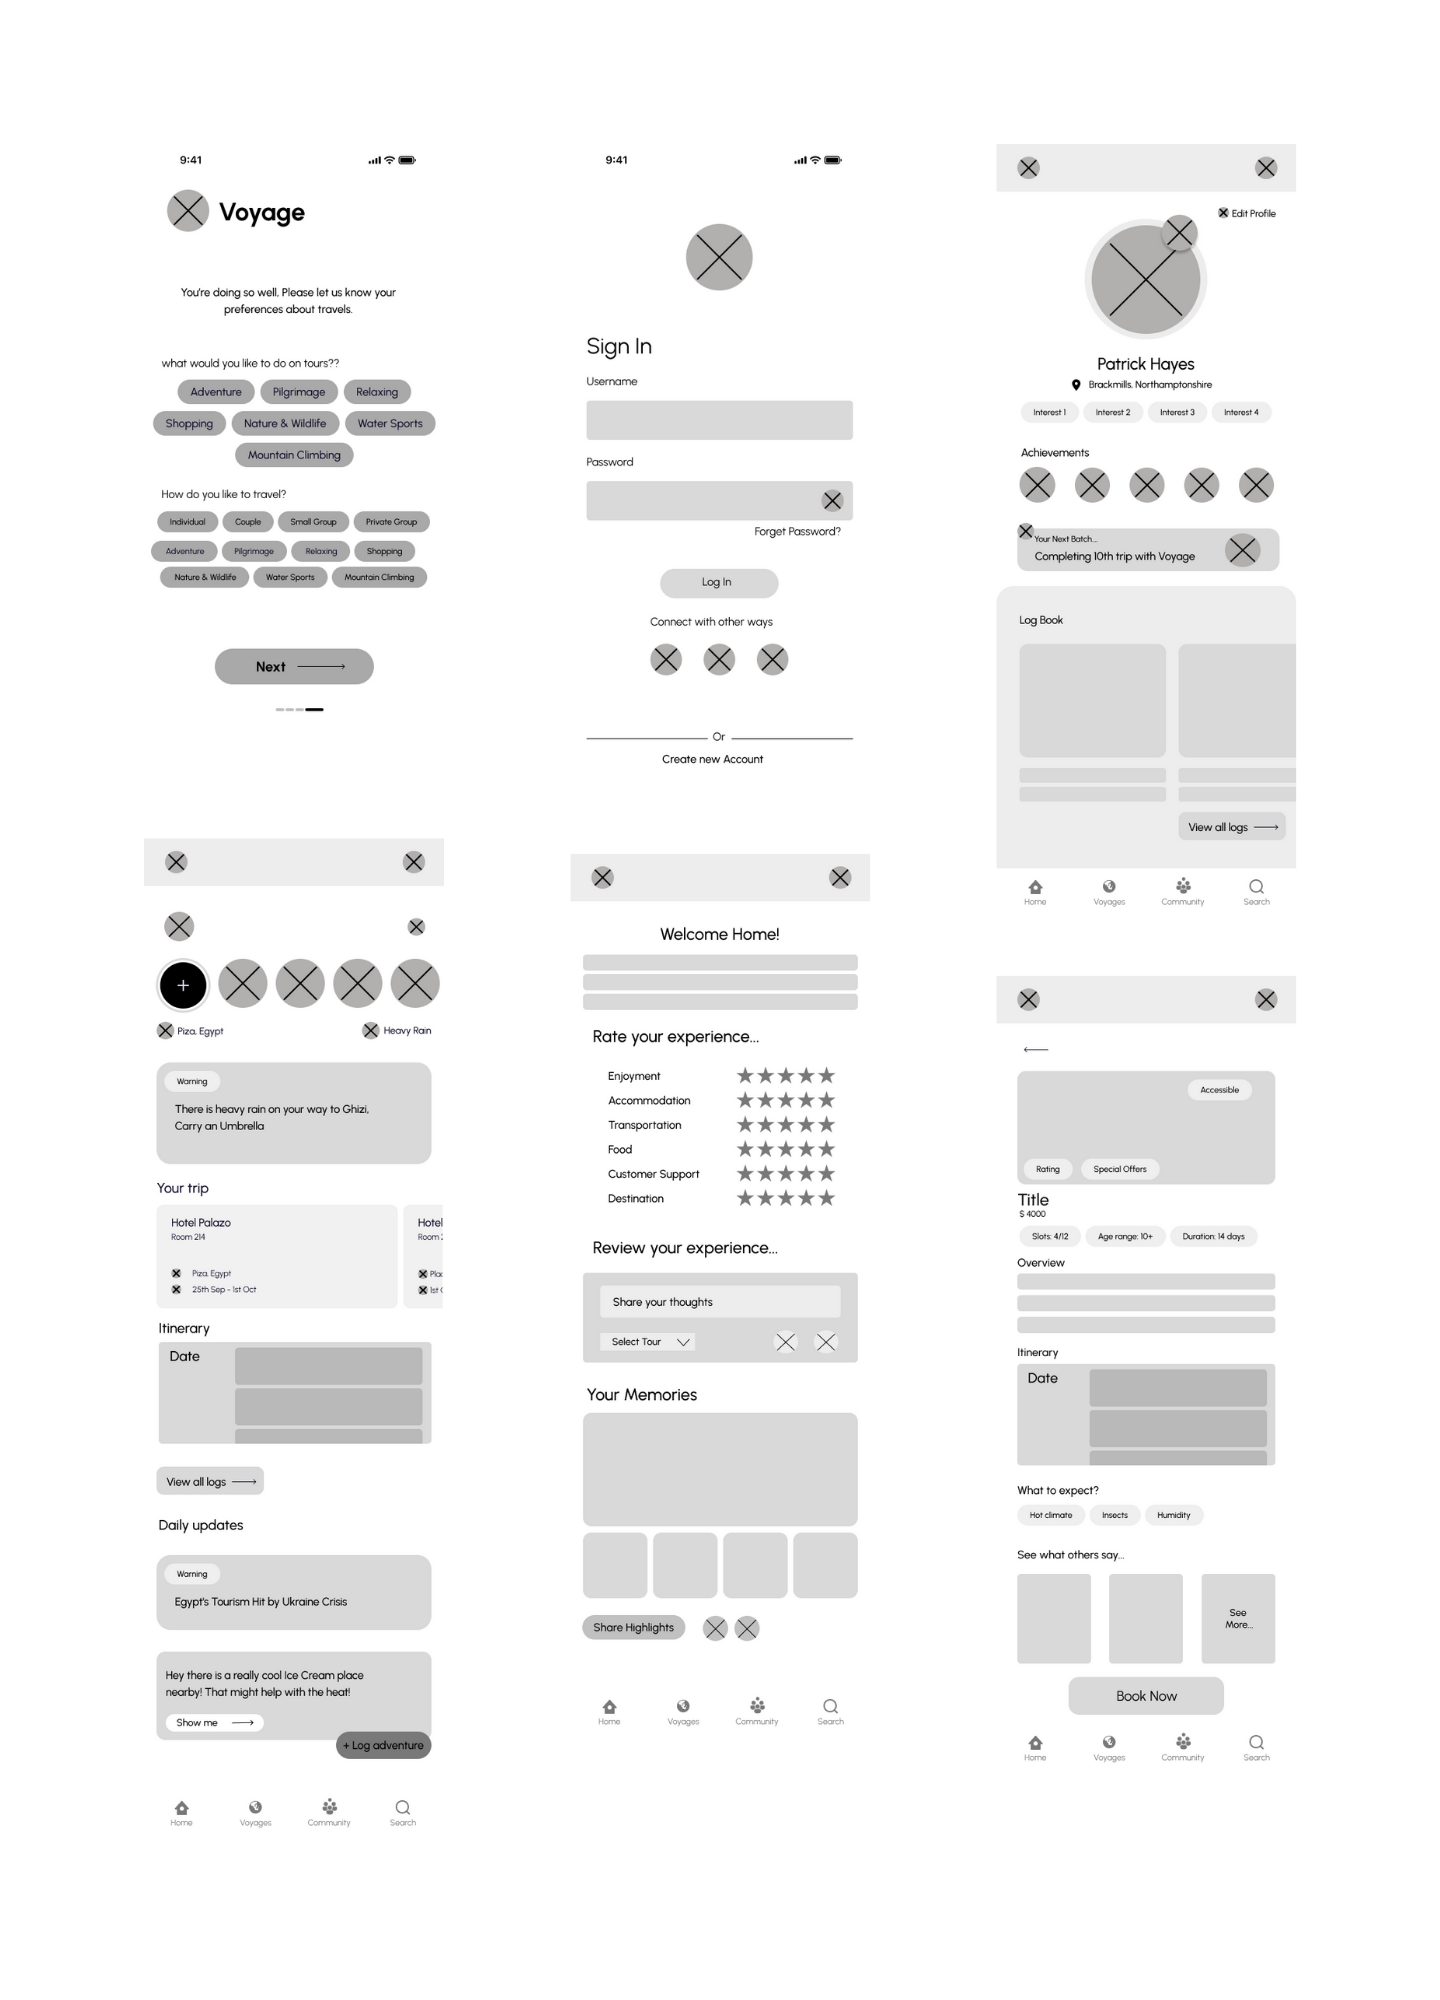 9:41
Voyage
You're doing so well, Please let us know your
preferences about travels.
what would you like to do on tours??
Adventure Pilgrimage Relaxing
Shopping Nature & Wildlife Water Sports
Mountain Climbing
How do you like to travel?
Individual Couple Small Group Private Group
Adventure Pilgrimage Relaxing Shopping
Nature & Wildlife Water Sports Mountain Climbing
Next
9:41
Sign In
Username
Password
Forget Password?
Log In
Connect with other ways
Or
Create new Account
Edit Profile
Patrick Hayes
Brackmills, Northamptonshire
Interest 1 Interest 2 Interest 3 Interest 4
Achievements
Your Next Batch...
Completing 10th trip with Voyage
Log Book
View all logs
Home Voyages Community Search
+
Piza, Egypt Heavy Rain
Warning
There is heavy rain on your way to Ghizi,
Carry an Umbrella
Your trip
Hotel Palazo Hotel
Room 214 Room
Piza, Egypt
25th Sep - 1st Oct 1st
Itinerary
Date
View all logs
Daily updates
Warning
Egypt's Tourism Hit by Ukraine Crisis
Hey there is a really cool Ice Cream place
nearby! That might help with the heat!
Show me
+ Log adventure
Home Voyages Community Search
Welcome Home!
Rate your experience...
Enjoyment
Accommodation
Transportation
Food
Customer Support
Destination
Review your experience...
Share your thoughts
Select Tour
Your Memories
Share Highlights
Home Voyages Community Search
Accessible
Rating Special Offers
Title
$ 4000
Slots: 4/12 Age range: 10+ Duration: 14 days
Overview
Itinerary
Date
What to expect?
Hot climate Insects Humidity
See what others say...
See
More...
Book Now
Home Voyages Community Search